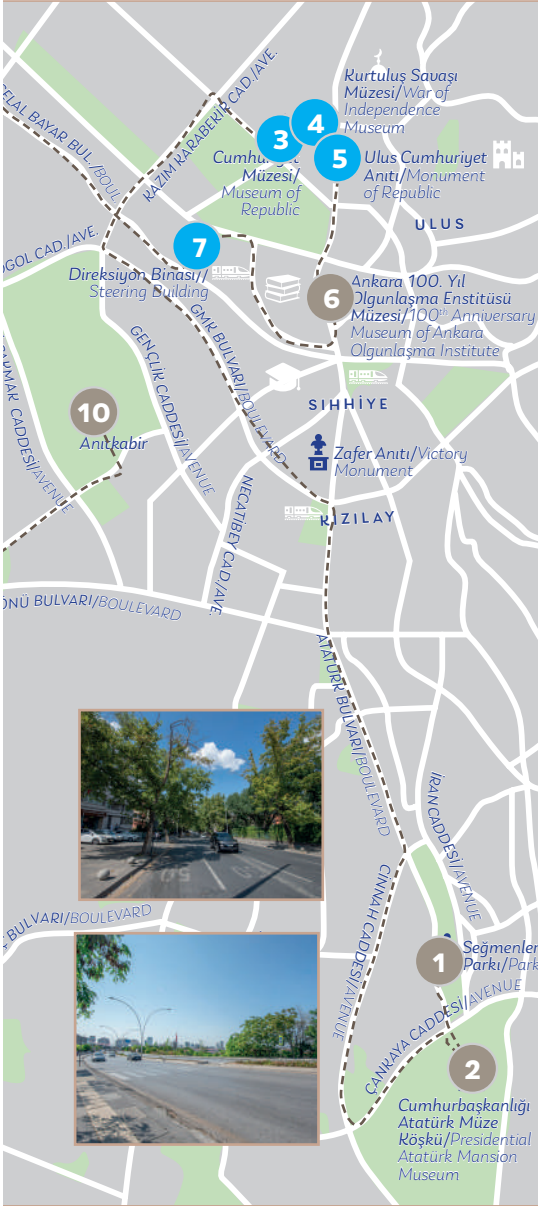 KAZIM KARABEKİR CAD./AVE.
CELAL BAYAR BUL./BOUL
Kurtuluş Savaşı
Müzesi/War of
Independence
Museum
3
4
5
Cumhuriyet
Müzesi/
Museum of
Republic
Ulus Cumhuriyet
Anıtı/Monument
of Republic
ULUS
OGOL CAD./AVE.
7
Direksiyon Binası//
Steering Building
6
Ankara 100. Yıl
Olgunlaşma Enstitüsü
Müzesi/100th Anniversary
Museum of Ankara
Olgunlaşma Institute
GMK BULVARI/BOULEVARD
GENÇLİK CADDESİ/AVENUE
ARMAK CADDESİ/AVENUE
10
Anıtkabir
SIHHİYE
Zafer Anıtı/Victory
Monument
NECATİBEY CAD./AVE.
KIZILAY
ÖNÜ BULVARI/BOULEVARD
ATATÜRK BULVARI/BOULEVARD
İRAN CADDESİ/AVENUE
CİNNAH CADDESİ/AVENUE
BULVARI/BOULEVARD
1
Seğmenler
Parkı/Park
ÇANKAYA CADDESİ/AVENUE
2
Cumhurbaşkanlığı
Atatürk Müze
Köşkü/Presidential
Atatürk Mansion
Museum
50
50